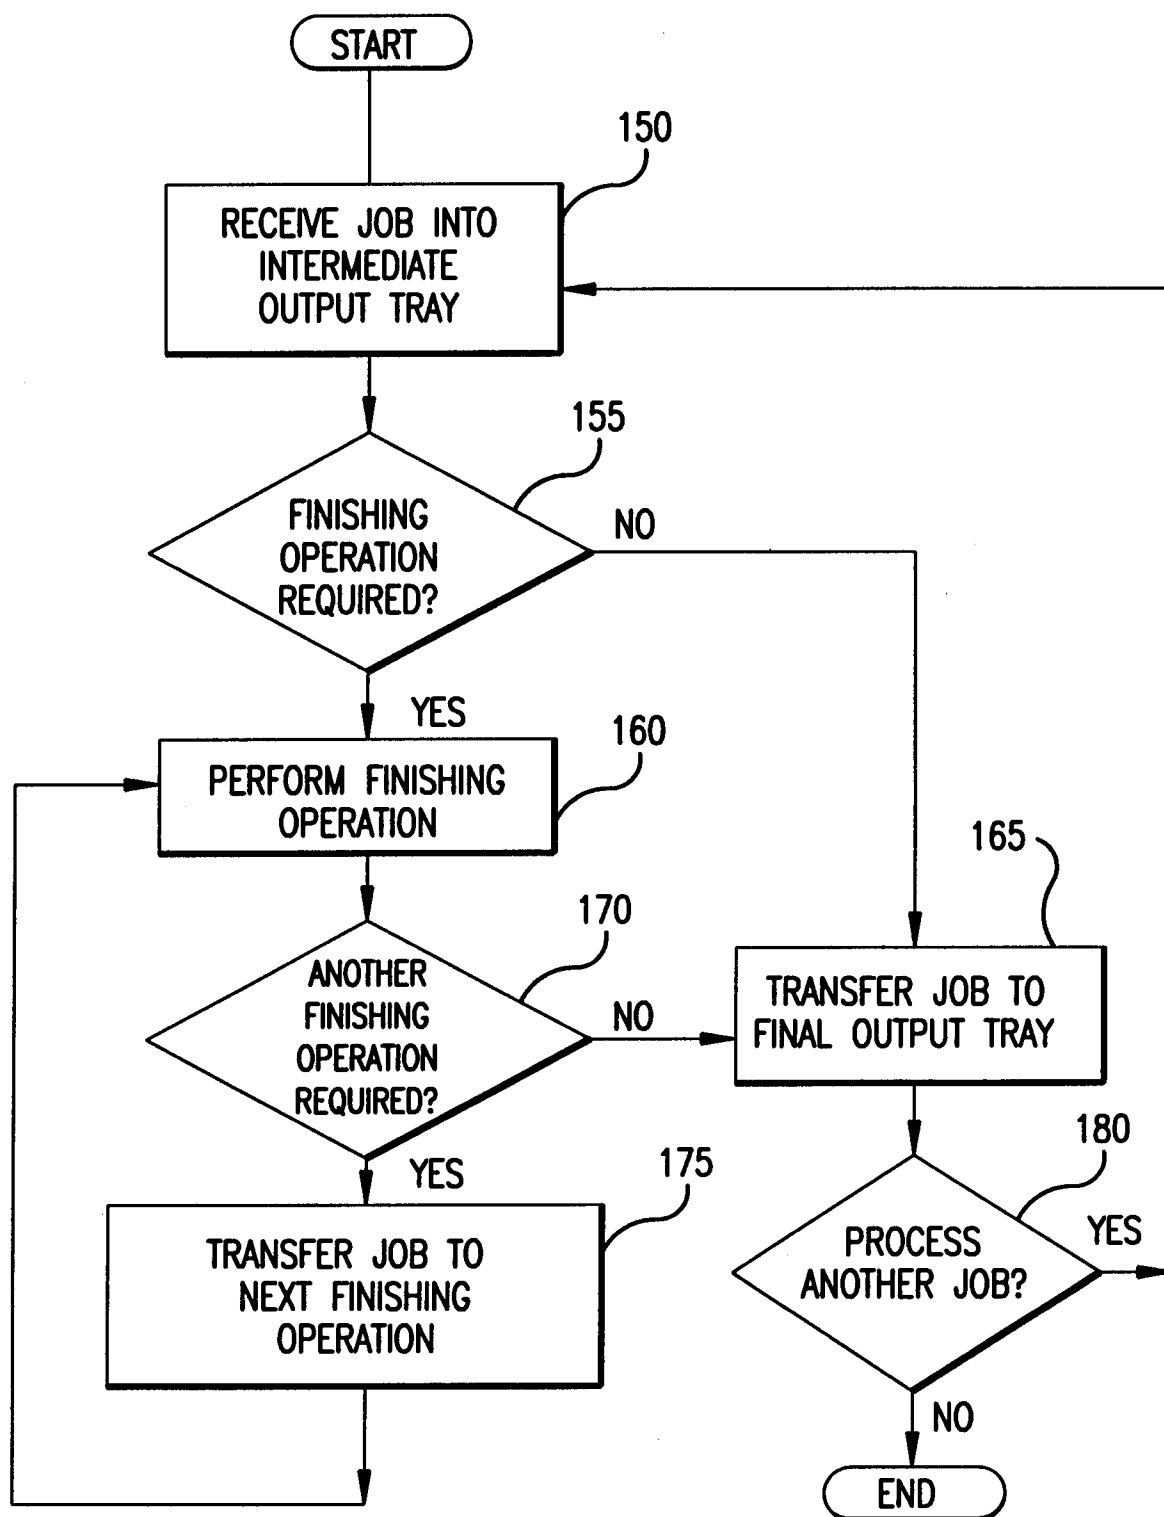 START
150
RECEIVE JOB INTO
INTERMEDIATE
OUTPUT TRAY
155
FINISHING
OPERATION
REQUIRED?
NO
YES
160
PERFORM FINISHING
OPERATION
165
170
ANOTHER
FINISHING
OPERATION
REQUIRED?
NO
TRANSFER JOB TO
FINAL OUTPUT TRAY
YES
175
TRANSFER JOB TO
NEXT FINISHING
OPERATION
180
PROCESS
ANOTHER JOB?
YES
NO
END